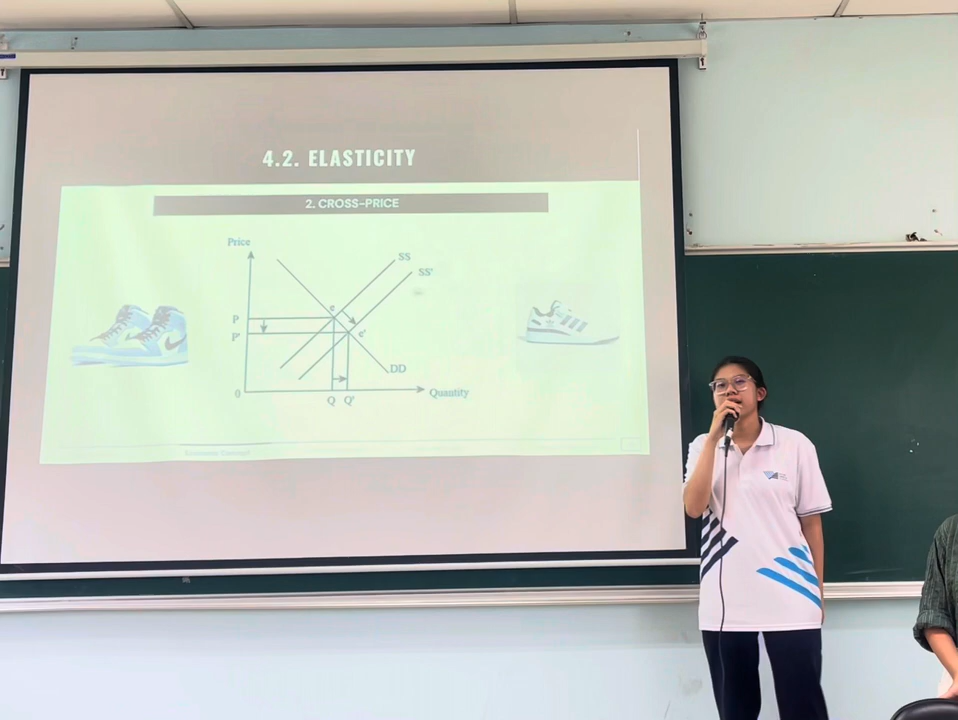 4.2. ELASTICITY
2. CROSS-PRICE
Price
SS
SS'
e
P
P'
e'
DD
0
Q
Q'
Quantity